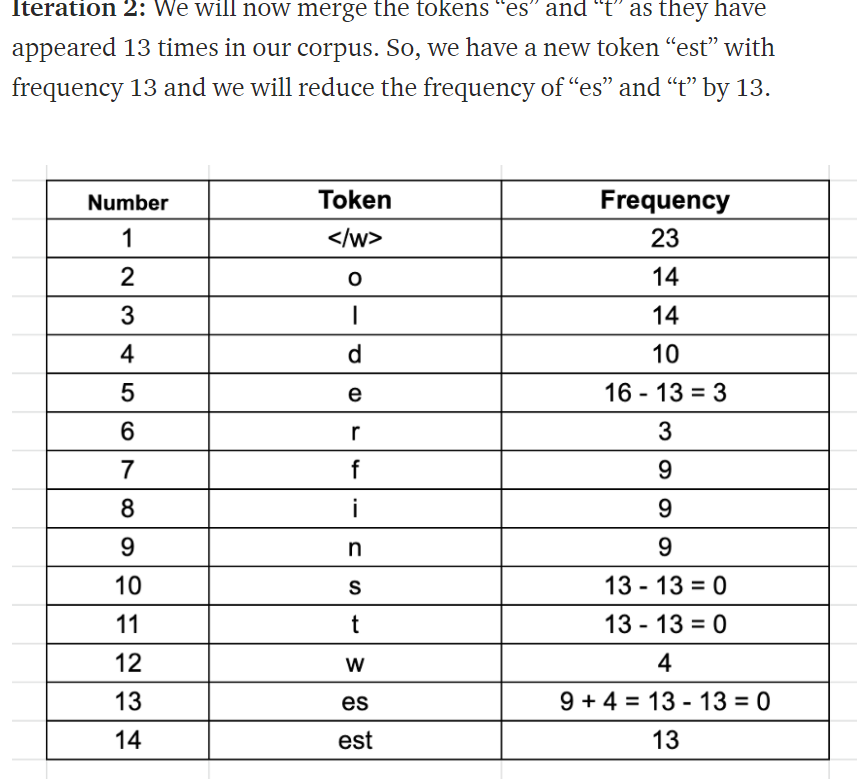 Iteration 2: We will now merge the tokens “es” and “t” as they have
appeared 13 times in our corpus. So, we have a new token “est” with
frequency 13 and we will reduce the frequency of “es” and “t” by 13.
Number Token Frequency
1 </w> 23
2 o 14
3 l 14
4 d 10
5 e 16 - 13 = 3
6 r 3
7 f 9
8 i 9
9 n 9
10 s 13 - 13 = 0
11 t 13 - 13 = 0
12 w 4
13 es 9 + 4 = 13 - 13 = 0
14 est 13